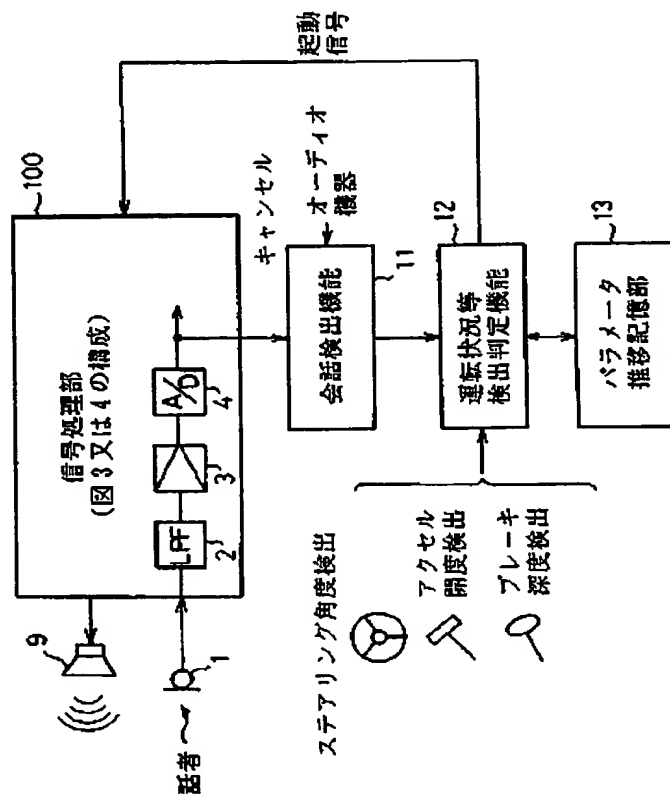 100
信号処理部
(図3又は4の構成)
9
話者
1
LPF
2
3
A/D
4
起動
信号
キャンセル
オーディオ
機器
会話検出機能
11
12
運転状況等
検出判定機能
13
パラメータ
推移記憶部
ステアリング角度検出
アクセル
開度検出
ブレーキ
深度検出